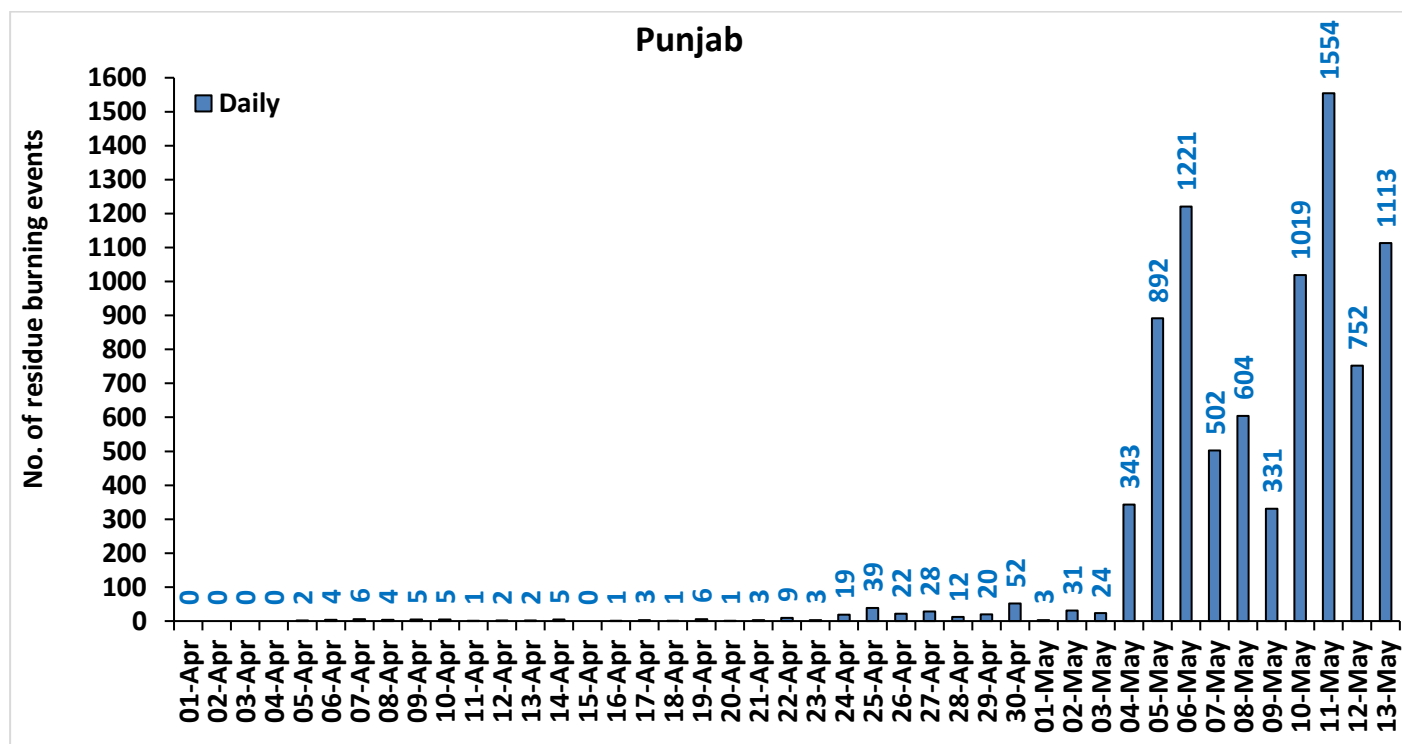 Punjab
No. of residue burning events
Daily
1600
1500
1400
1300
1200
1100
1000
900
800
700
600
500
400
300
200
100
0
0
0
0
0
2
4
6
4
5
5
1
2
2
5
0
1
3
1
6
1
3
9
3
19
39
22
28
12
20
52
3
31
24
343
892
1221
502
604
331
1019
1554
752
1113
01-Apr
02-Apr
03-Apr
04-Apr
05-Apr
06-Apr
07-Apr
08-Apr
09-Apr
10-Apr
11-Apr
12-Apr
13-Apr
14-Apr
15-Apr
16-Apr
17-Apr
18-Apr
19-Apr
20-Apr
21-Apr
22-Apr
23-Apr
24-Apr
25-Apr
26-Apr
27-Apr
28-Apr
29-Apr
30-Apr
01-May
02-May
03-May
04-May
05-May
06-May
07-May
08-May
09-May
10-May
11-May
12-May
13-May